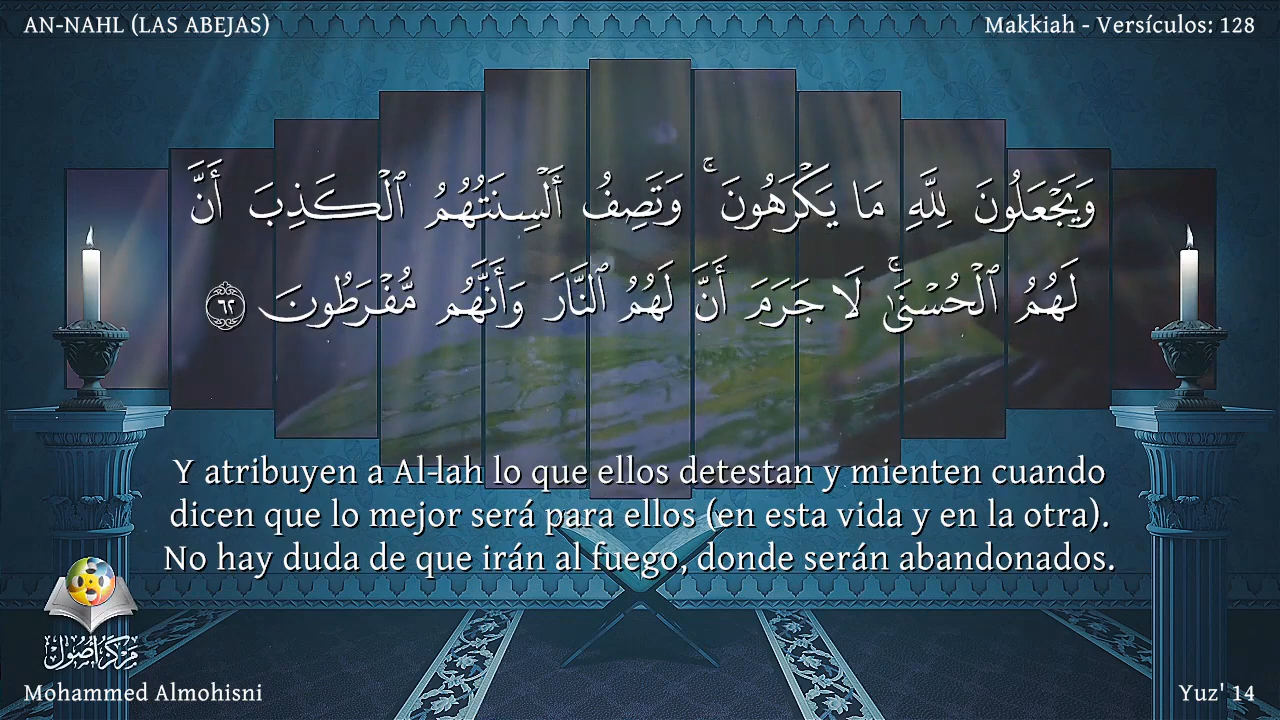 AN-NAHL (LAS ABEJAS)
Makkiah - Versículos: 128
وَيَجْعَلُونَ لِلَّهِ مَا يَكْرَهُونَۚ وَتَصِفُ أَلْسِنَتُهُمُ ٱلْكَذِبَ أَنَّ
لَهُمُ ٱلْحُسْنَىٰۚ لَا جَرَمَ أَنَّ لَهُمُ ٱلنَّارَ وَأَنَّهُم مُّفْرَطُونَ ٦٢
Y atribuyen a Al-lah lo que ellos detestan y mienten cuando
dicen que lo mejor será para ellos (en esta vida y en la otra).
No hay duda de que irán al fuego, donde serán abandonados.
مركز أصول
Mohammed Almohisni
Yuz' 14